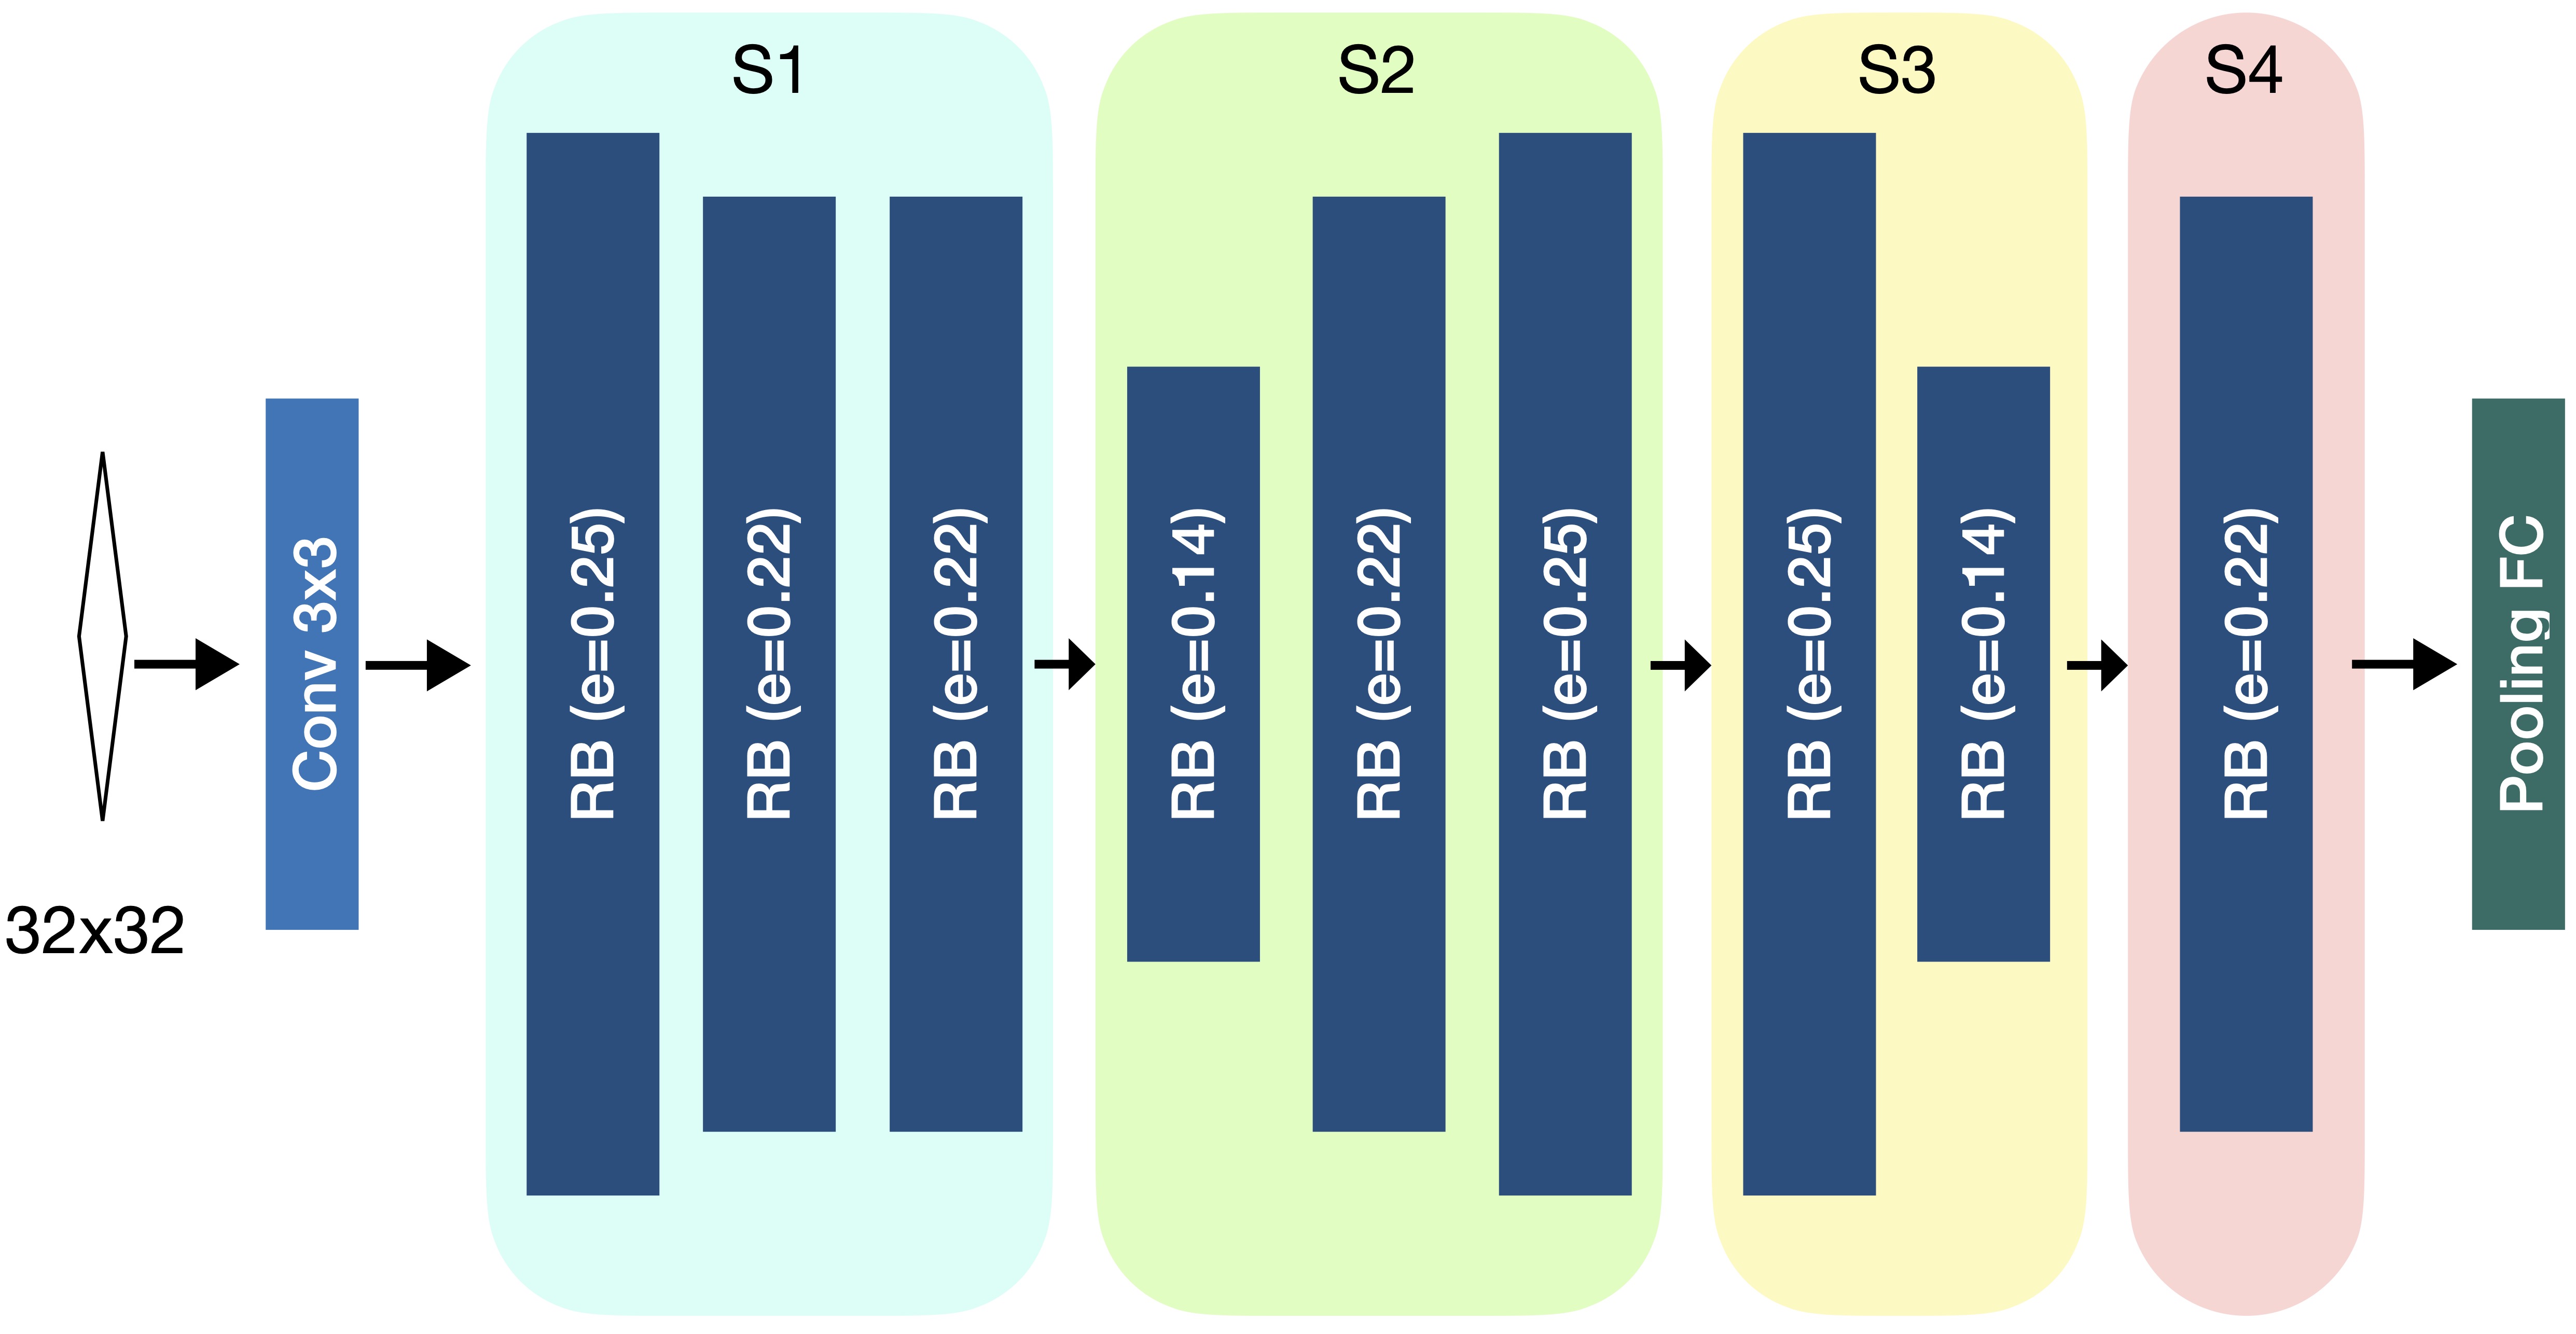 S1
S2
S3
S4
32x32
Conv 3x3
RB (e=0.25)
RB (e=0.22)
RB (e=0.22)
RB (e=0.14)
RB (e=0.22)
RB (e=0.25)
RB (e=0.25)
RB (e=0.14)
RB (e=0.22)
Pooling FC